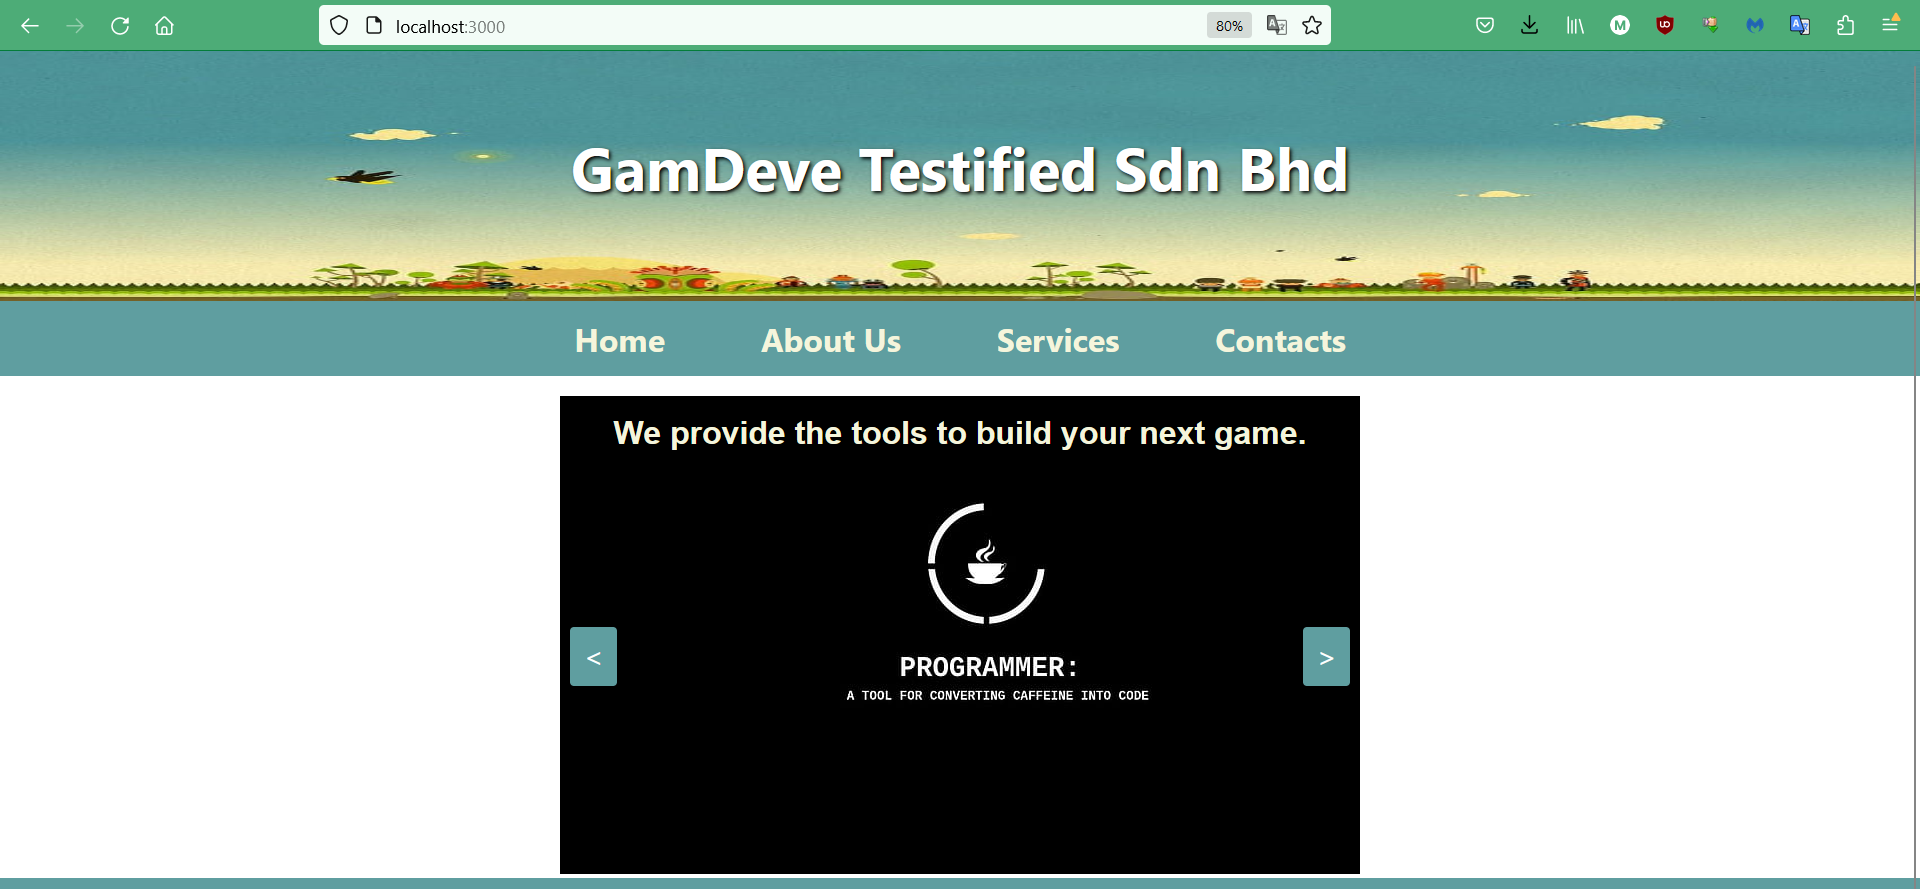 localhost:3000
80%
GamDeve Testified Sdn Bhd
Home About Us Services Contacts
We provide the tools to build your next game.
< >
PROGRAMMER:
A TOOL FOR CONVERTING CAFFEINE INTO CODE